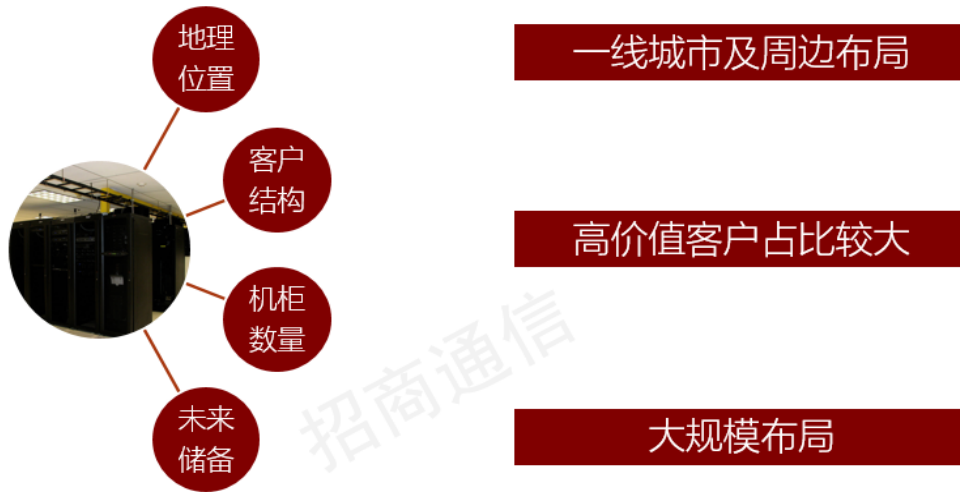 地理
位置
客户
结构
机柜
数量
未来
储备
一线城市及周边布局
高价值客户占比较大
大规模布局
招商通信